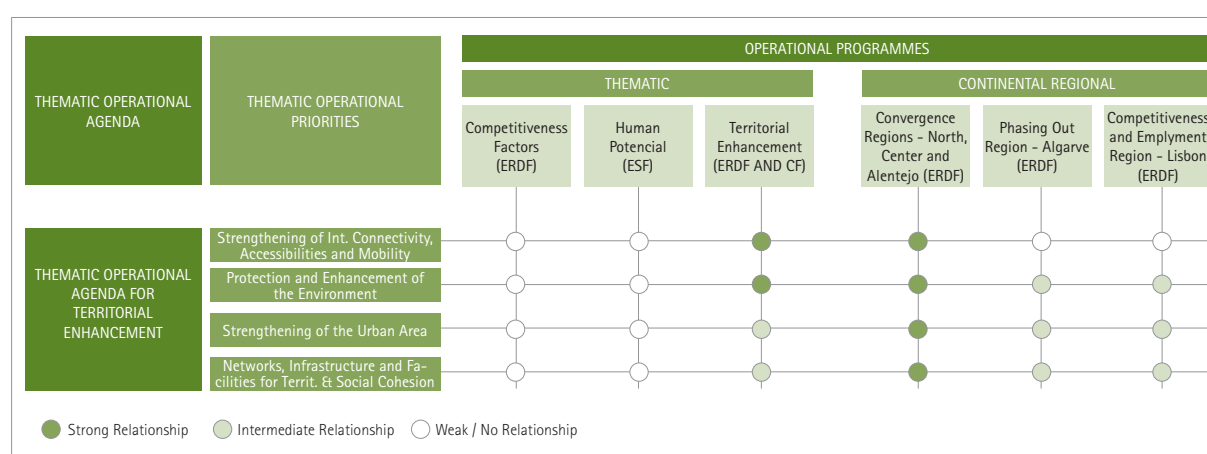 THEMATIC OPERATIONAL
AGENDA
THEMATIC OPERATIONAL
PRIORITIES
OPERATIONAL PROGRAMMES
THEMATIC
CONTINENTAL REGIONAL
Competitiveness
Factors
(ERDF)
Human
Potencial
(ESF)
Territorial
Enhancement
(ERDF AND CF)
Convergence
Regions - North,
Center and
Alentejo (ERDF)
Phasing Out
Region - Algarve
(ERDF)
Competitiveness
and Emplyment
Region - Lisbon
(ERDF)
THEMATIC OPERATIONAL
AGENDA FOR
TERRITORIAL
ENHANCEMENT
Strengthening of Int. Connectivity,
Accessibilities and Mobility
Protection and Enhancement of
the Environment
Strengthening of the Urban Area
Networks, Infrastructure and Fa-
cilities for Territ. & Social Cohesion
Strong Relationship
Intermediate Relationship
Weak / No Relationship